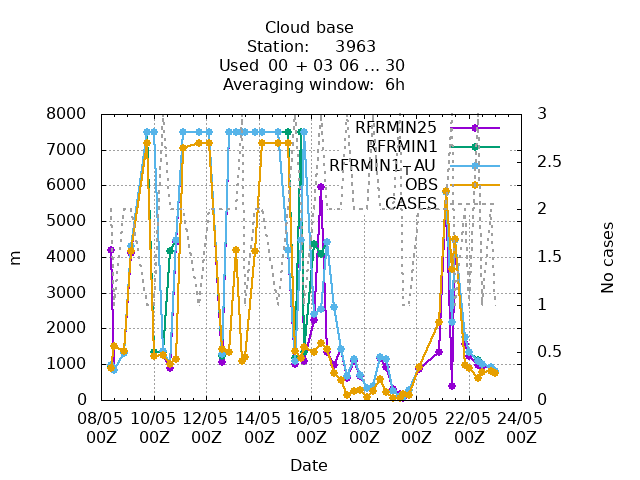 Cloud base
Station: 3963
Used 00 + 03 06 ... 30
Averaging window: 6h
8000
7000
6000
5000
4000
3000
2000
1000
0
m
3
2.5
2
1.5
1
0.5
0
No cases
RFRMIN25
RFRMIN1
RFRMIN1_AU
OBS
CASES
08/05 10/05 12/05 14/05 16/05 18/05 20/05 22/05 24/05
00Z 00Z 00Z 00Z 00Z 00Z 00Z 00Z 00Z
Date